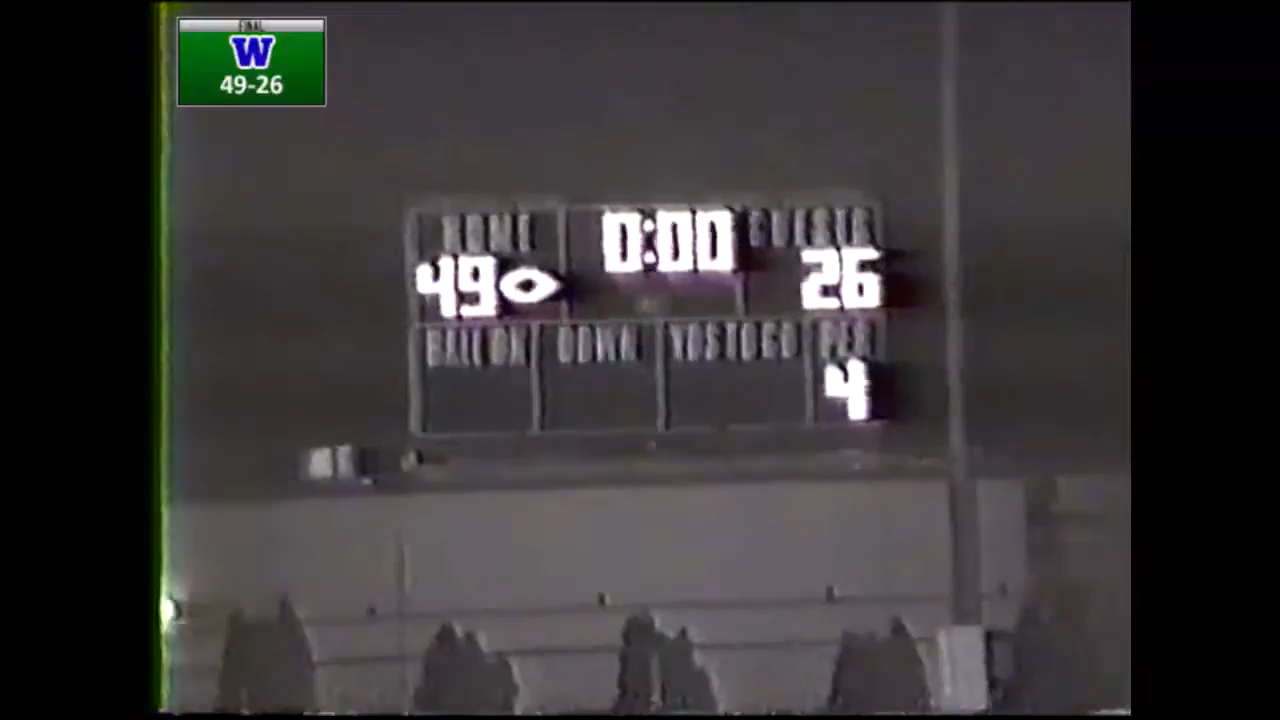 FINAL
W
49-26
HOME 0:00 GUESTS
49 26
BALL ON DOWN YDS TO GO PER
4